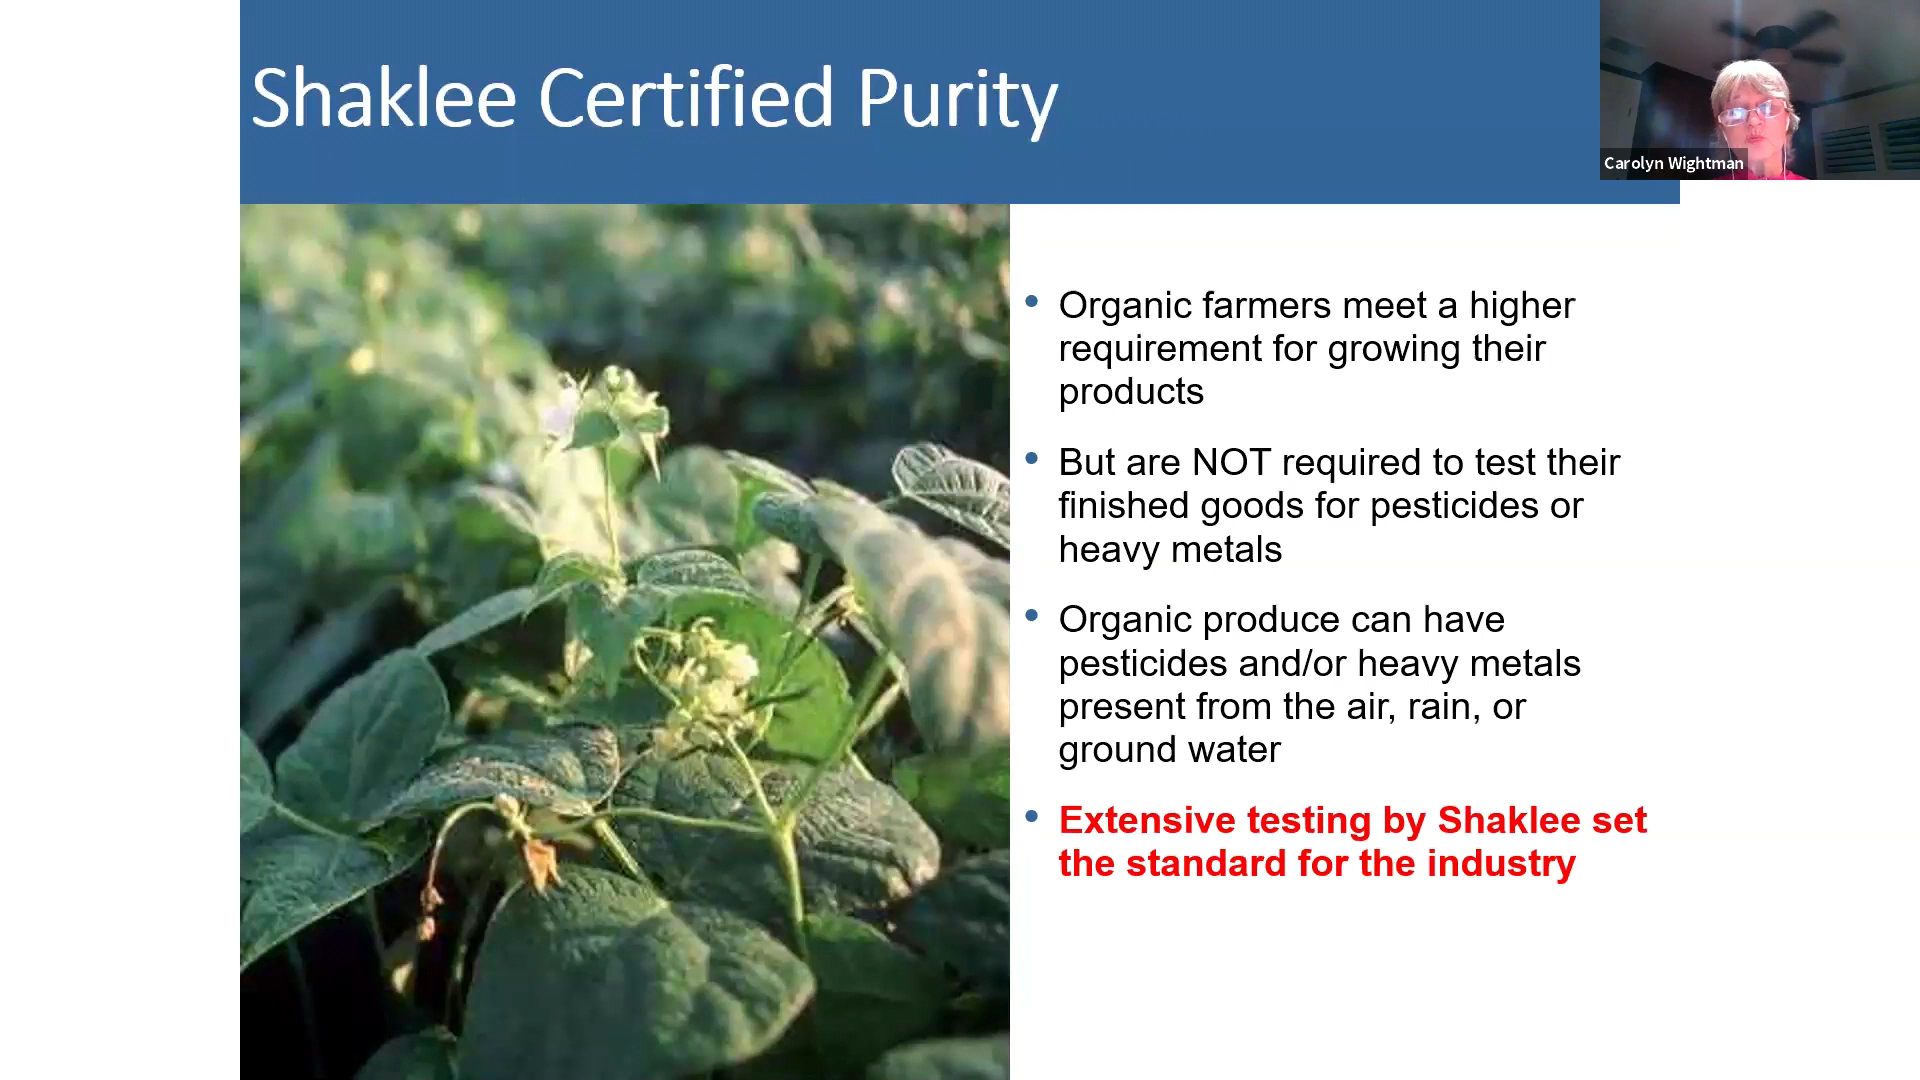 Shaklee Certified Purity
Carolyn Wightman
• Organic farmers meet a higher
requirement for growing their
products
• But are NOT required to test their
finished goods for pesticides or
heavy metals
• Organic produce can have
pesticides and/or heavy metals
present from the air, rain, or
ground water
• Extensive testing by Shaklee set
the standard for the industry